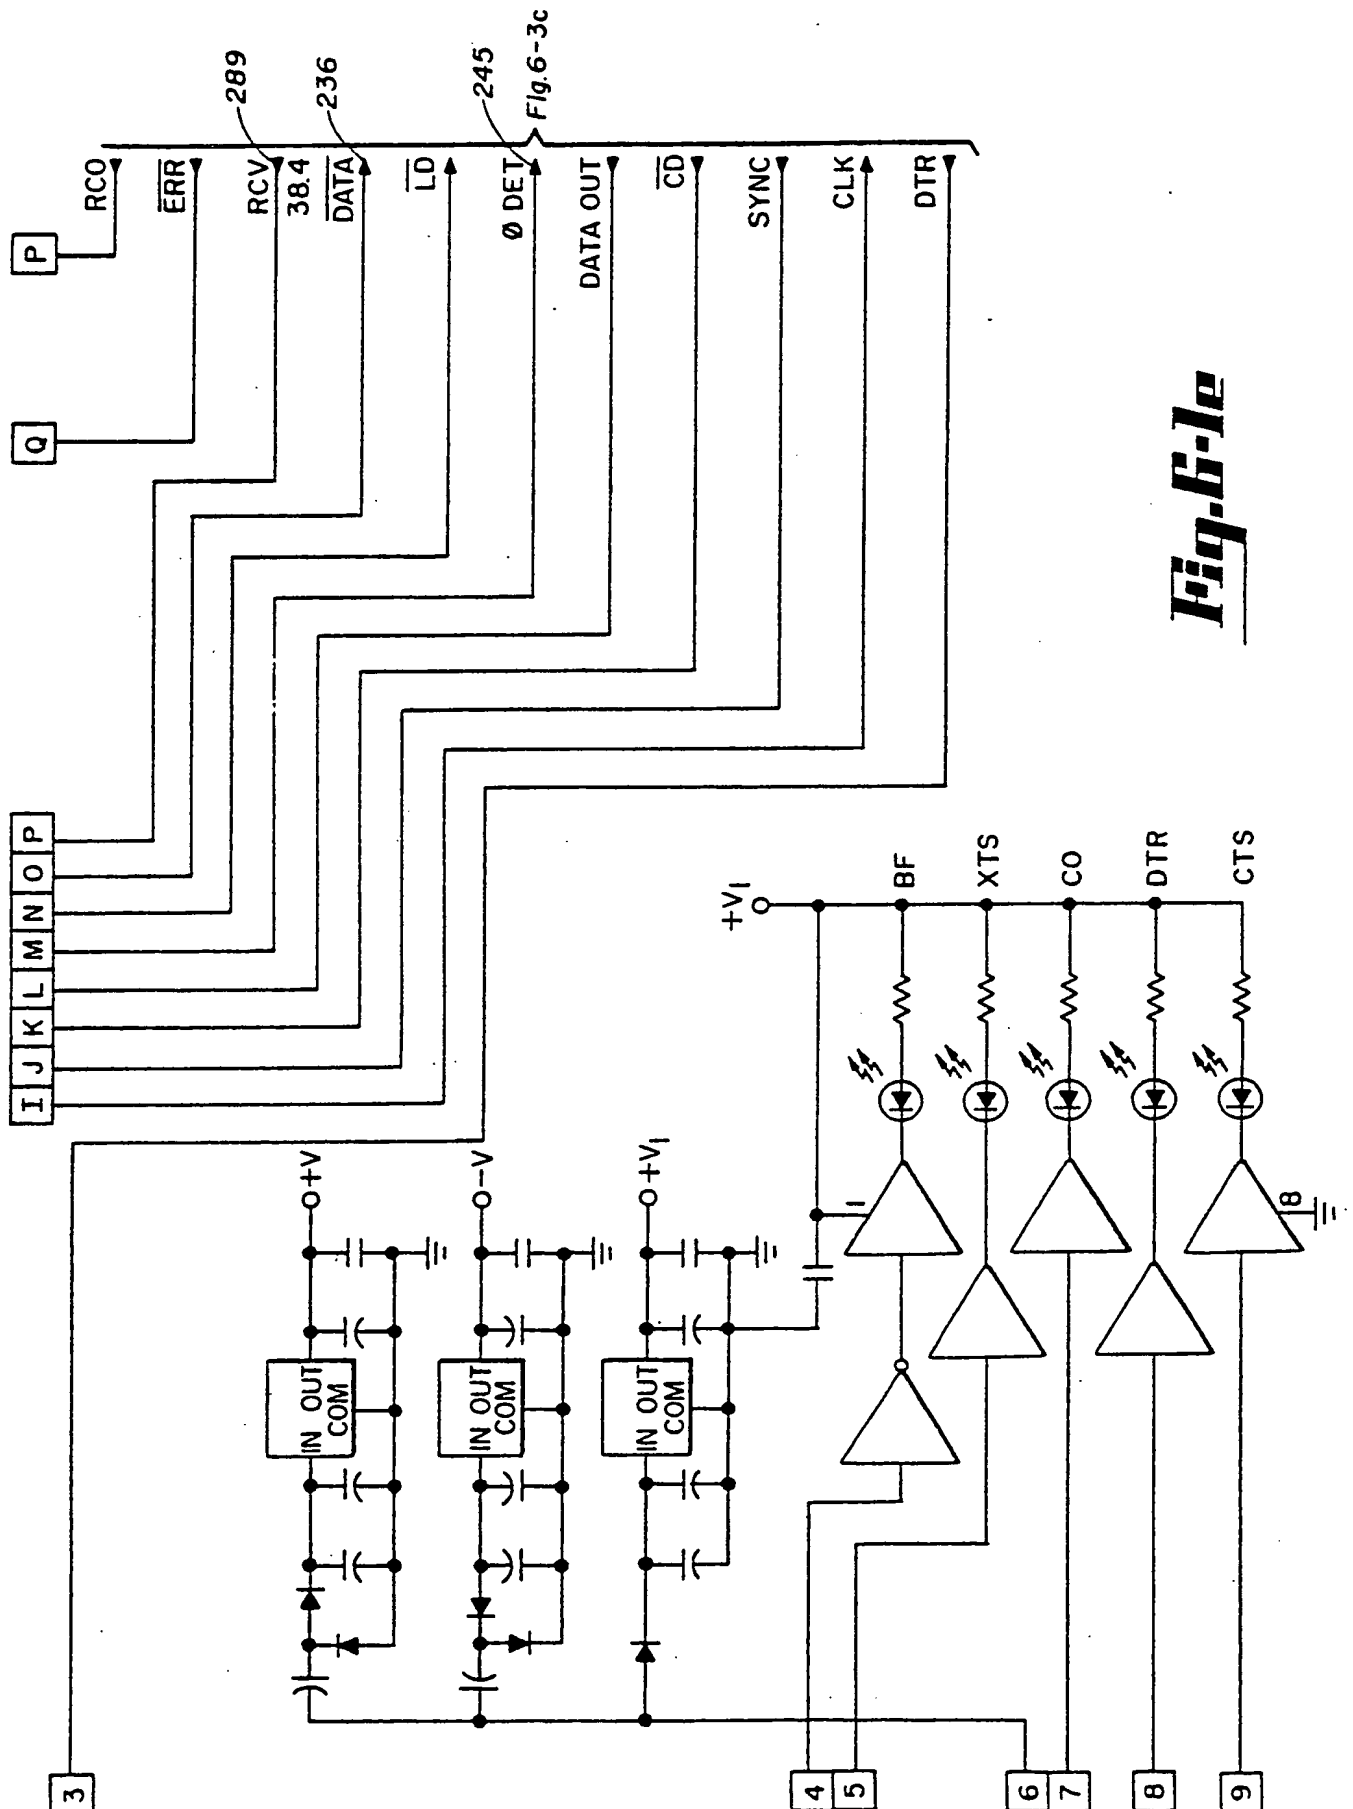 P
Q
I J K L M N O P
RCO
ERR
RCV
38.4
DATA
LD
Ø DET
DATA OUT
CD
SYNC
CLK
DTR
289
236
245
Fig. 6-3c
3
+V
IN OUT
COM
-V
IN OUT
COM
+V1
IN OUT
COM
+V1
1
BF
XTS
CO
DTR
CTS
8
4
5
6
7
8
9
Fig. 6-1e